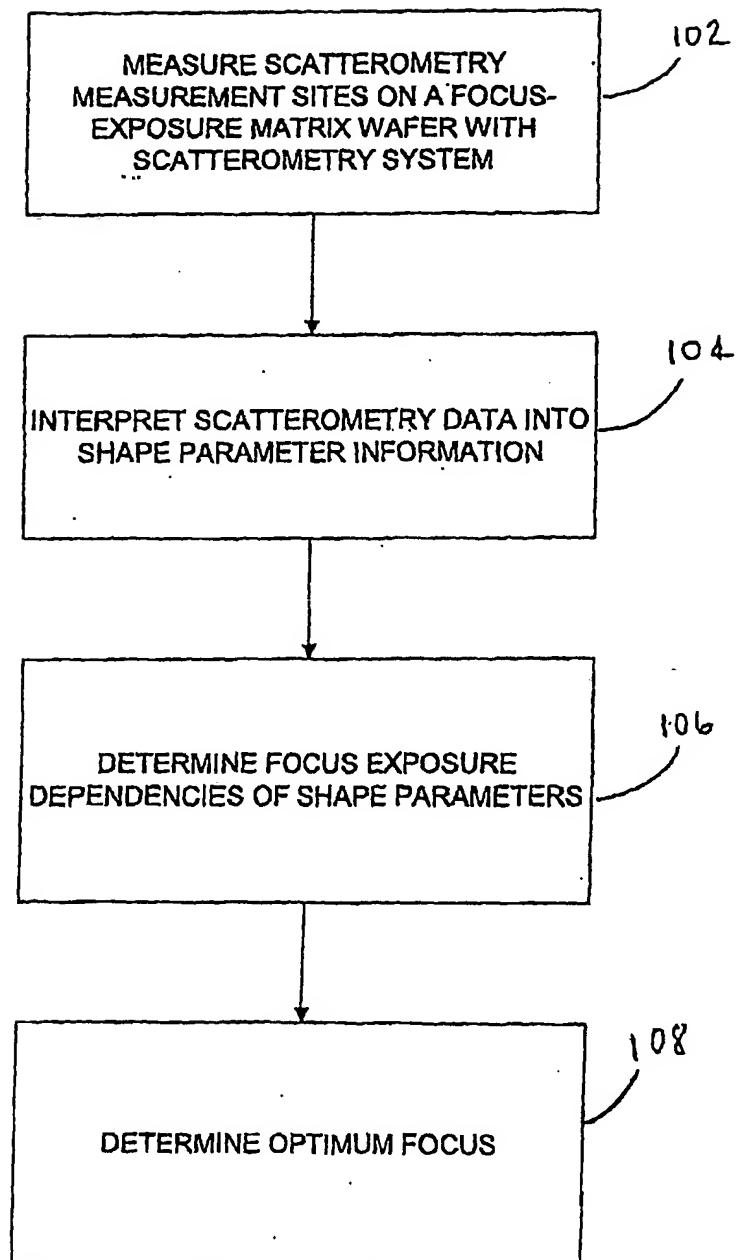 102
MEASURE SCATTEROMETRY
MEASUREMENT SITES ON A FOCUS-
EXPOSURE MATRIX WAFER WITH
SCATTEROMETRY SYSTEM
104
INTERPRET SCATTEROMETRY DATA INTO
SHAPE PARAMETER INFORMATION
106
DETERMINE FOCUS EXPOSURE
DEPENDENCIES OF SHAPE PARAMETERS
108
DETERMINE OPTIMUM FOCUS